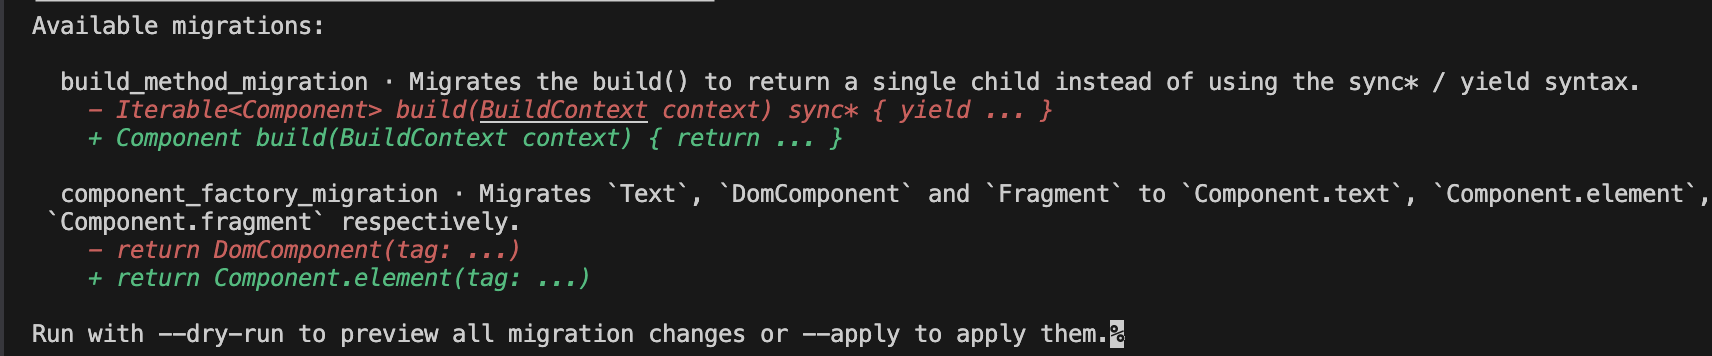 Available migrations:
build_method_migration · Migrates the build() to return a single child instead of using the sync* / yield syntax.
- Iterable<Component> build(BuildContext context) sync* { yield ... }
+ Component build(BuildContext context) { return ... }
component_factory_migration · Migrates `Text`, `DomComponent` and `Fragment` to `Component.text`, `Component.element`,
`Component.fragment` respectively.
- return DomComponent(tag: ...)
+ return Component.element(tag: ...)
Run with --dry-run to preview all migration changes or --apply to apply them.%